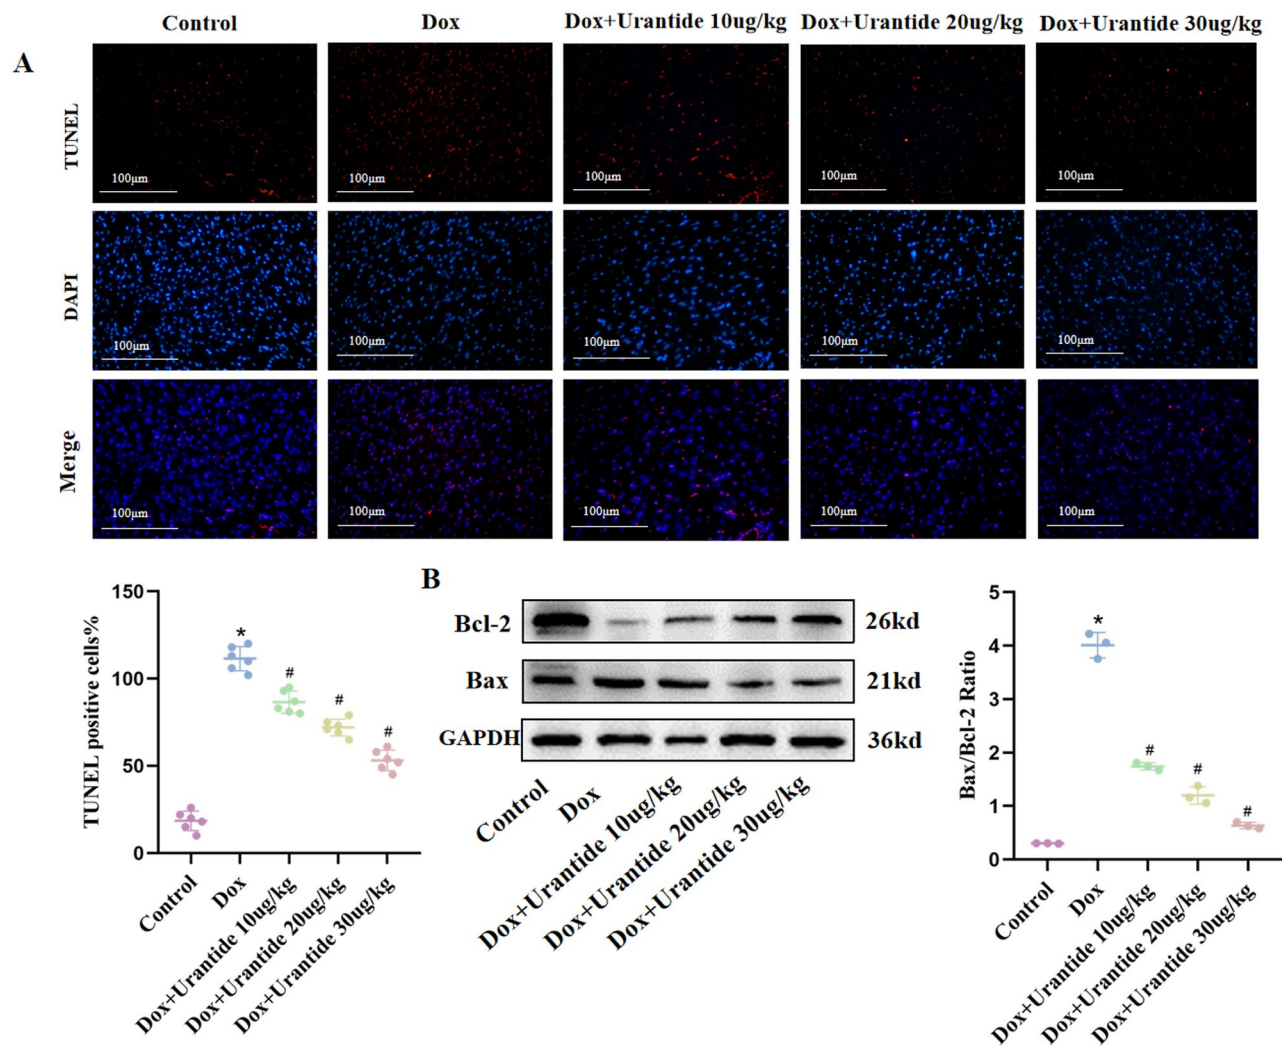 Control Dox Dox+Urantide 10ug/kg Dox+Urantide 20ug/kg Dox+Urantide 30ug/kg
A
TUNEL
100μm 100μm 100μm 100μm 100μm
DAPI
100μm 100μm 100μm 100μm 100μm
Merge
100μm 100μm 100μm 100μm 100μm
TUNEL positive cells%
150
100
50
0
*
#
#
#
Control
Dox
Dox+Urantide 10ug/kg
Dox+Urantide 20ug/kg
Dox+Urantide 30ug/kg
B
Bcl-2 26kd
Bax 21kd
GAPDH 36kd
Control
Dox
Dox+Urantide 10ug/kg
Dox+Urantide 20ug/kg
Dox+Urantide 30ug/kg
Bax/Bcl-2 Ratio
5
4
3
2
1
0
*
#
#
#
Control
Dox
Dox+Urantide 10ug/kg
Dox+Urantide 20ug/kg
Dox+Urantide 30ug/kg